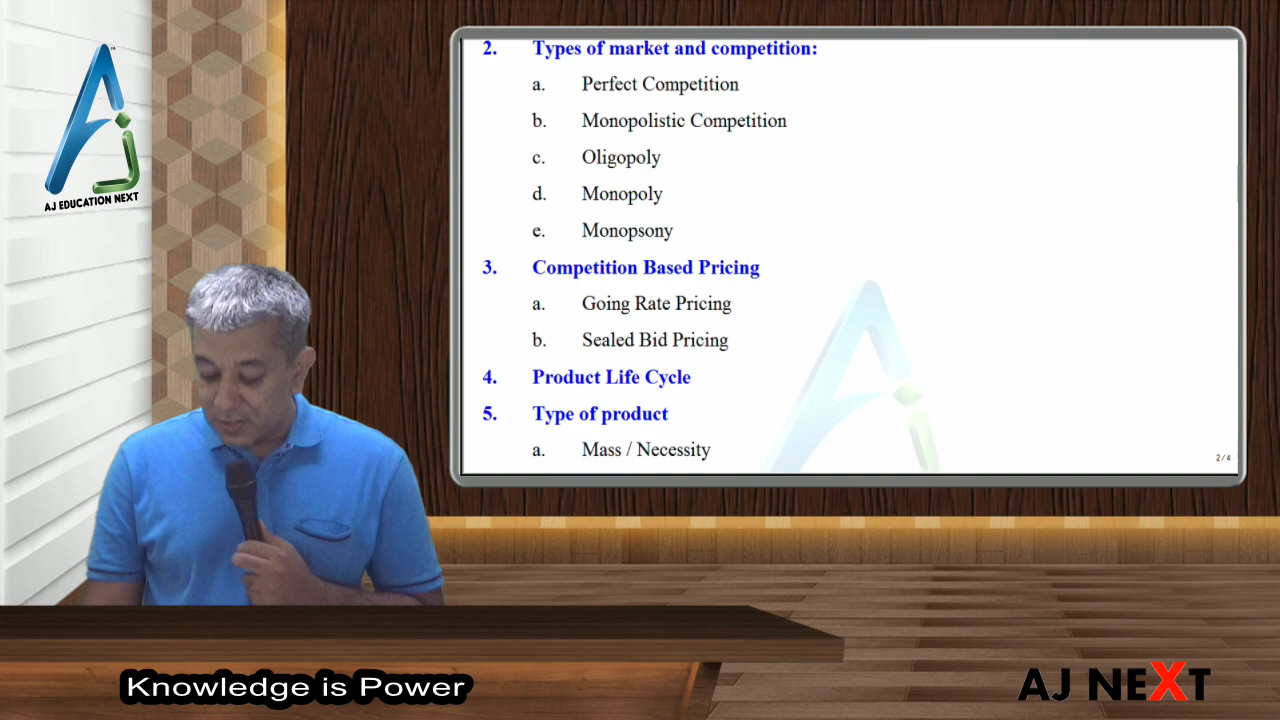 ™
AJ EDUCATION NEXT
2. Types of market and competition:
a. Perfect Competition
b. Monopolistic Competition
c. Oligopoly
d. Monopoly
e. Monopsony
3. Competition Based Pricing
a. Going Rate Pricing
b. Sealed Bid Pricing
4. Product Life Cycle
5. Type of product
a. Mass / Necessity
2/4
Knowledge is Power
AJ NEXT